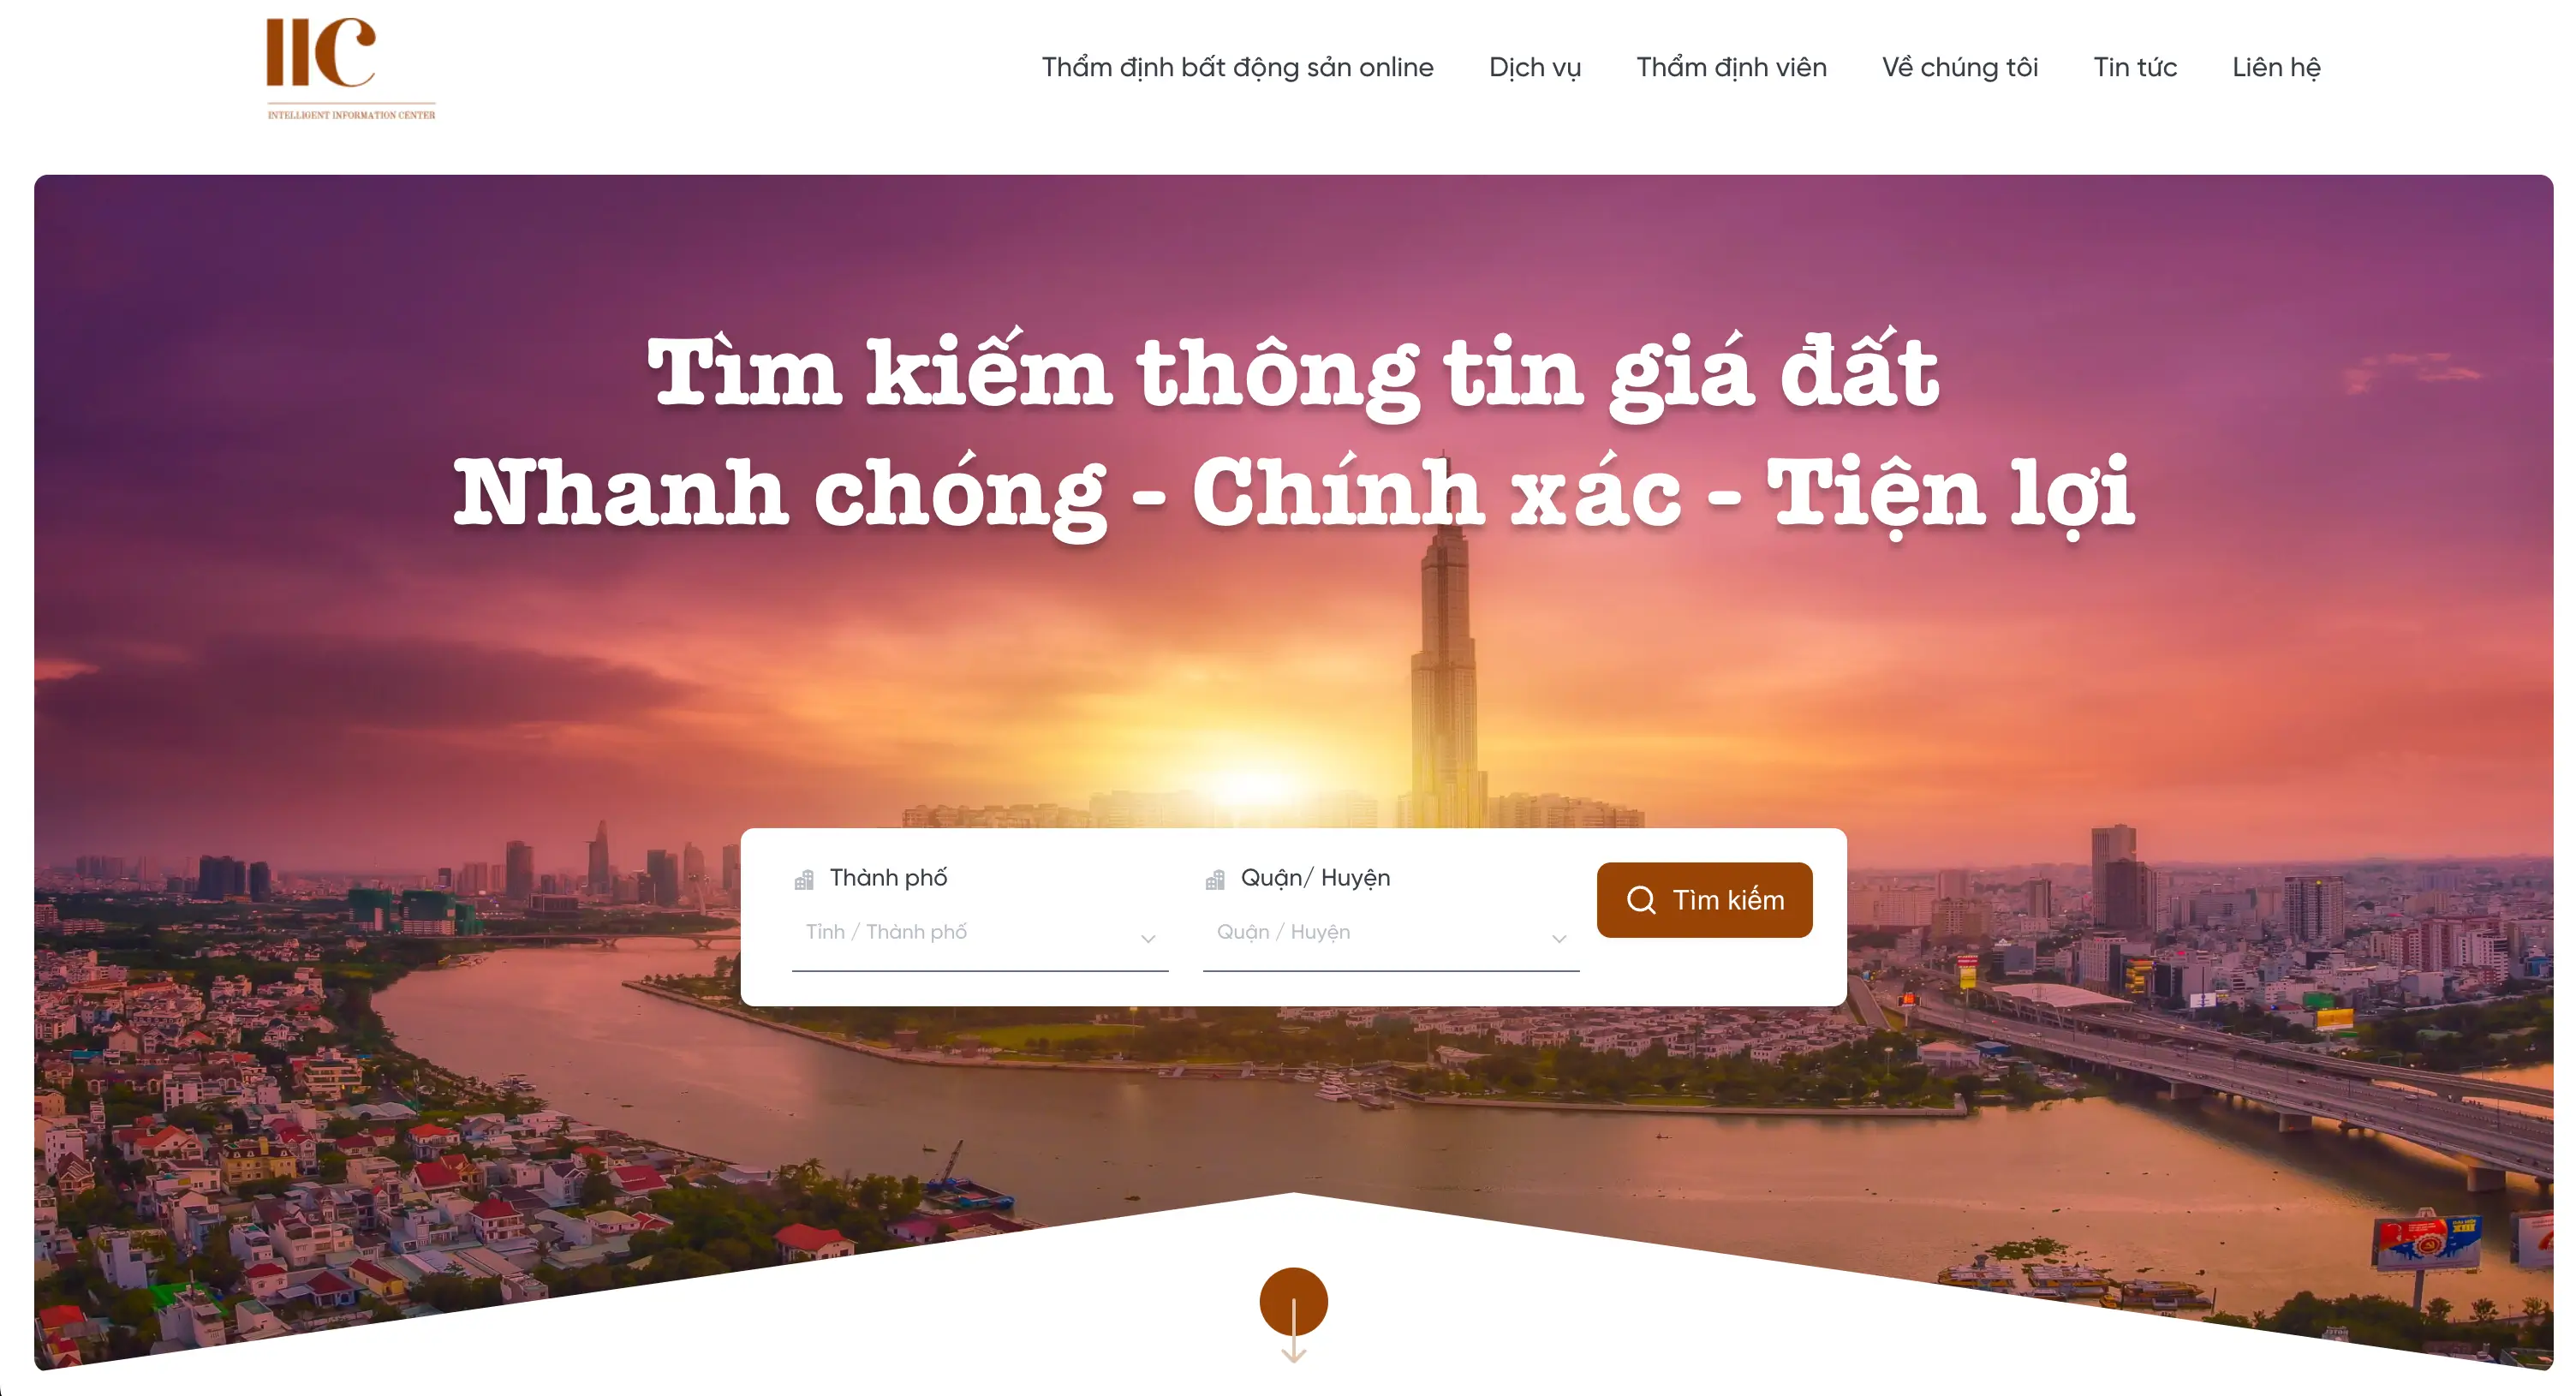 IIC
INTELLIGENT INFORMATION CENTER
Thẩm định bất động sản online
Dịch vụ
Thẩm định viên
Về chúng tôi
Tin tức
Liên hệ
Tìm kiếm thông tin giá đất
Nhanh chóng - Chính xác - Tiện lợi
Thành phố
Quận/ Huyện
Tìm kiếm
Tỉnh / Thành phố
Quận / Huyện